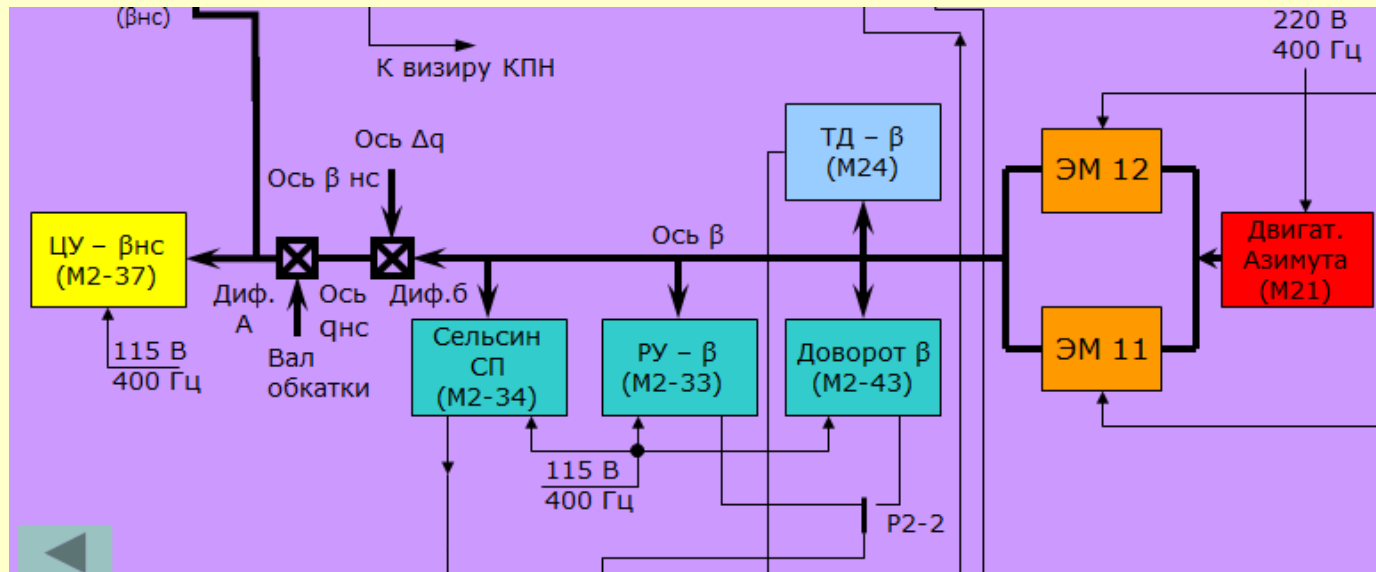 (βнс)
К визиру КПН
220 В
400 Гц
Ось Δq
Ось β нс
ТД – β
(М24)
ЭМ 12
Ось β
ЦУ – βнс
(М2-37)
Двигат.
Азимута
(М21)
Диф.
А
Ось
qнс
Диф.б
Вал
обкатки
115 В
400 Гц
Сельсин
СП
(М2-34)
РУ – β
(М2-33)
Доворот β
(М2-43)
ЭМ 11
115 В
400 Гц
Р2-2